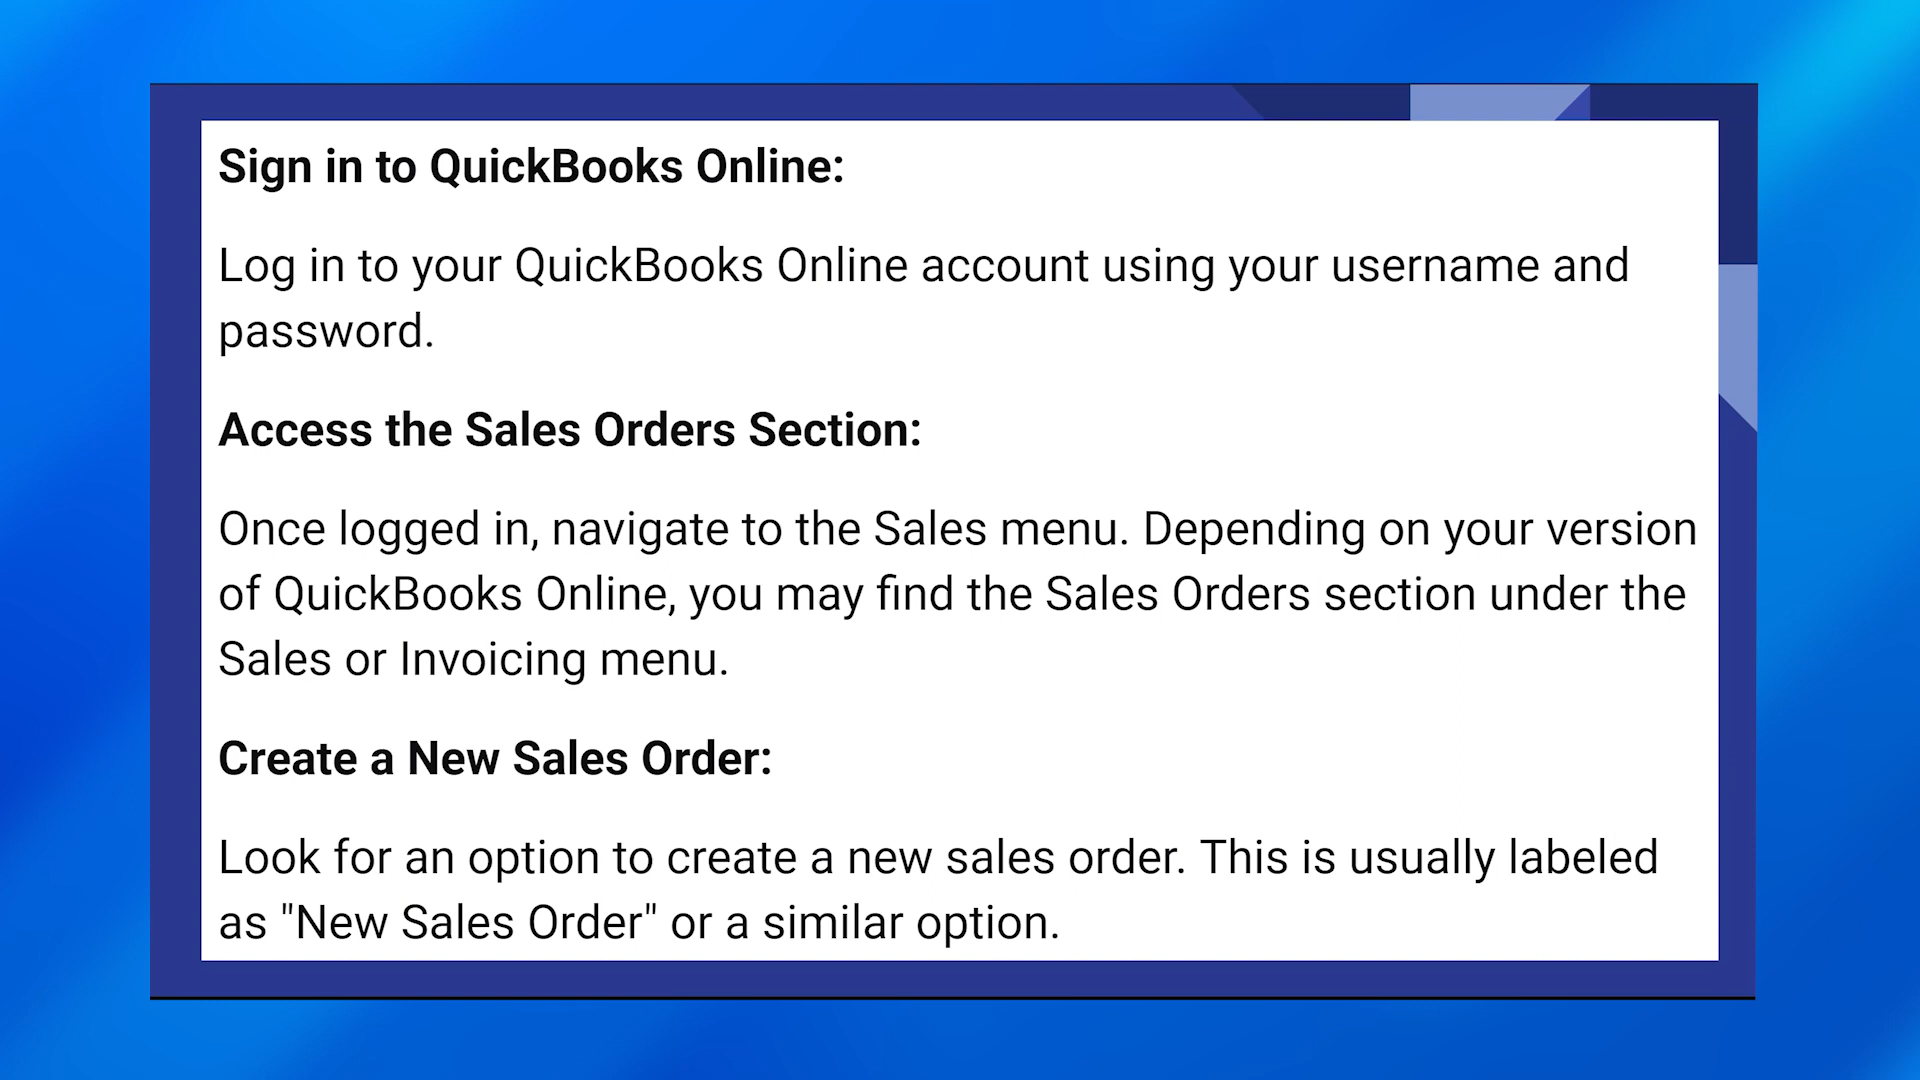 Sign in to QuickBooks Online:
Log in to your QuickBooks Online account using your username and
password.
Access the Sales Orders Section:
Once logged in, navigate to the Sales menu. Depending on your version
of QuickBooks Online, you may find the Sales Orders section under the
Sales or Invoicing menu.
Create a New Sales Order:
Look for an option to create a new sales order. This is usually labeled
as "New Sales Order" or a similar option.